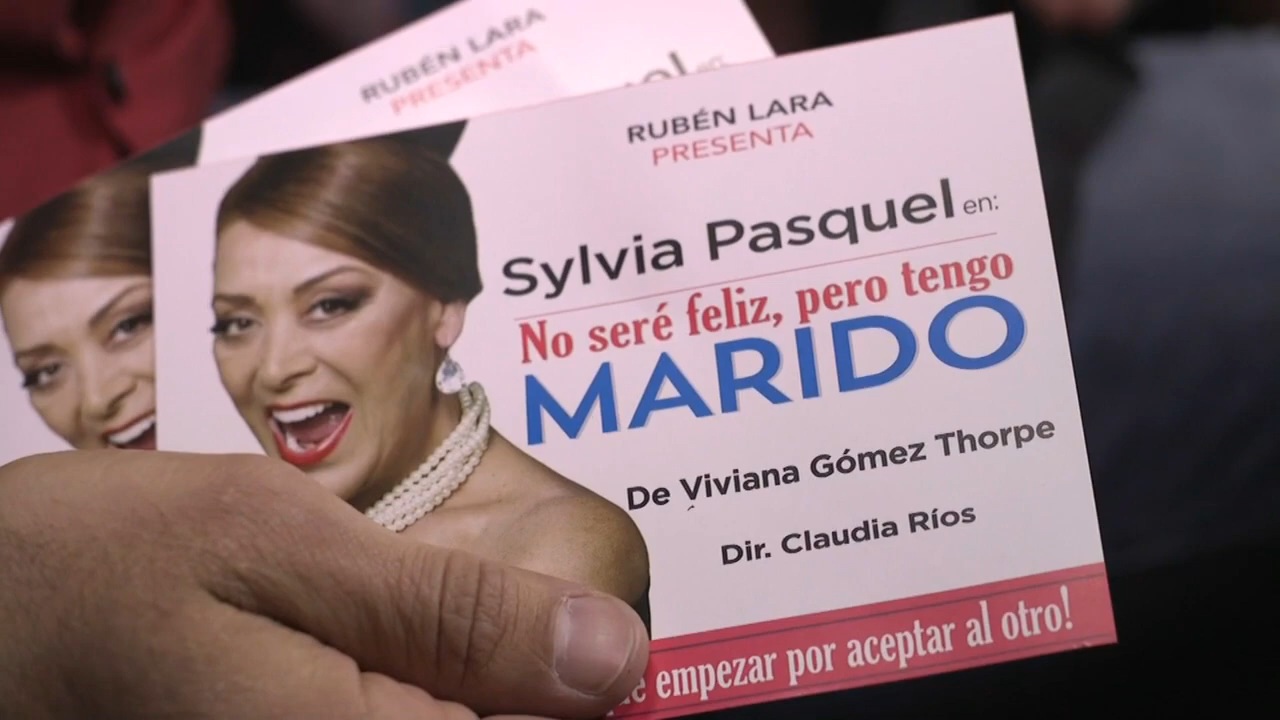 RUBÉN LARA
PRESENTA
RUBÉN LARA
PRESENTA
Sylvia Pasquel en:
No seré feliz, pero tengo
MARIDO
De Viviana Gómez Thorpe
Dir. Claudia Ríos
empezar por aceptar al otro!